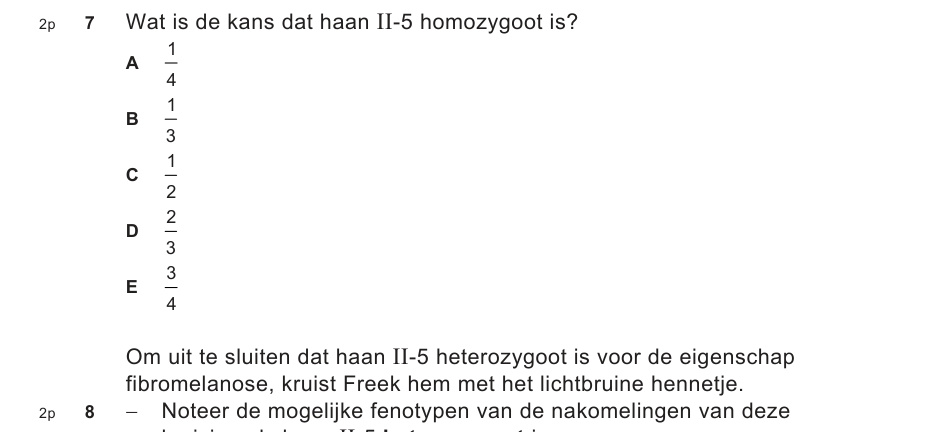 2p 7 Wat is de kans dat haan II-5 homozygoot is?
A 1/4
B 1/3
C 1/2
D 2/3
E 3/4
Om uit te sluiten dat haan II-5 heterozygoot is voor de eigenschap
fibromelanose, kruist Freek hem met het lichtbruine hennetje.
2p 8 – Noteer de mogelijke fenotypen van de nakomelingen van deze